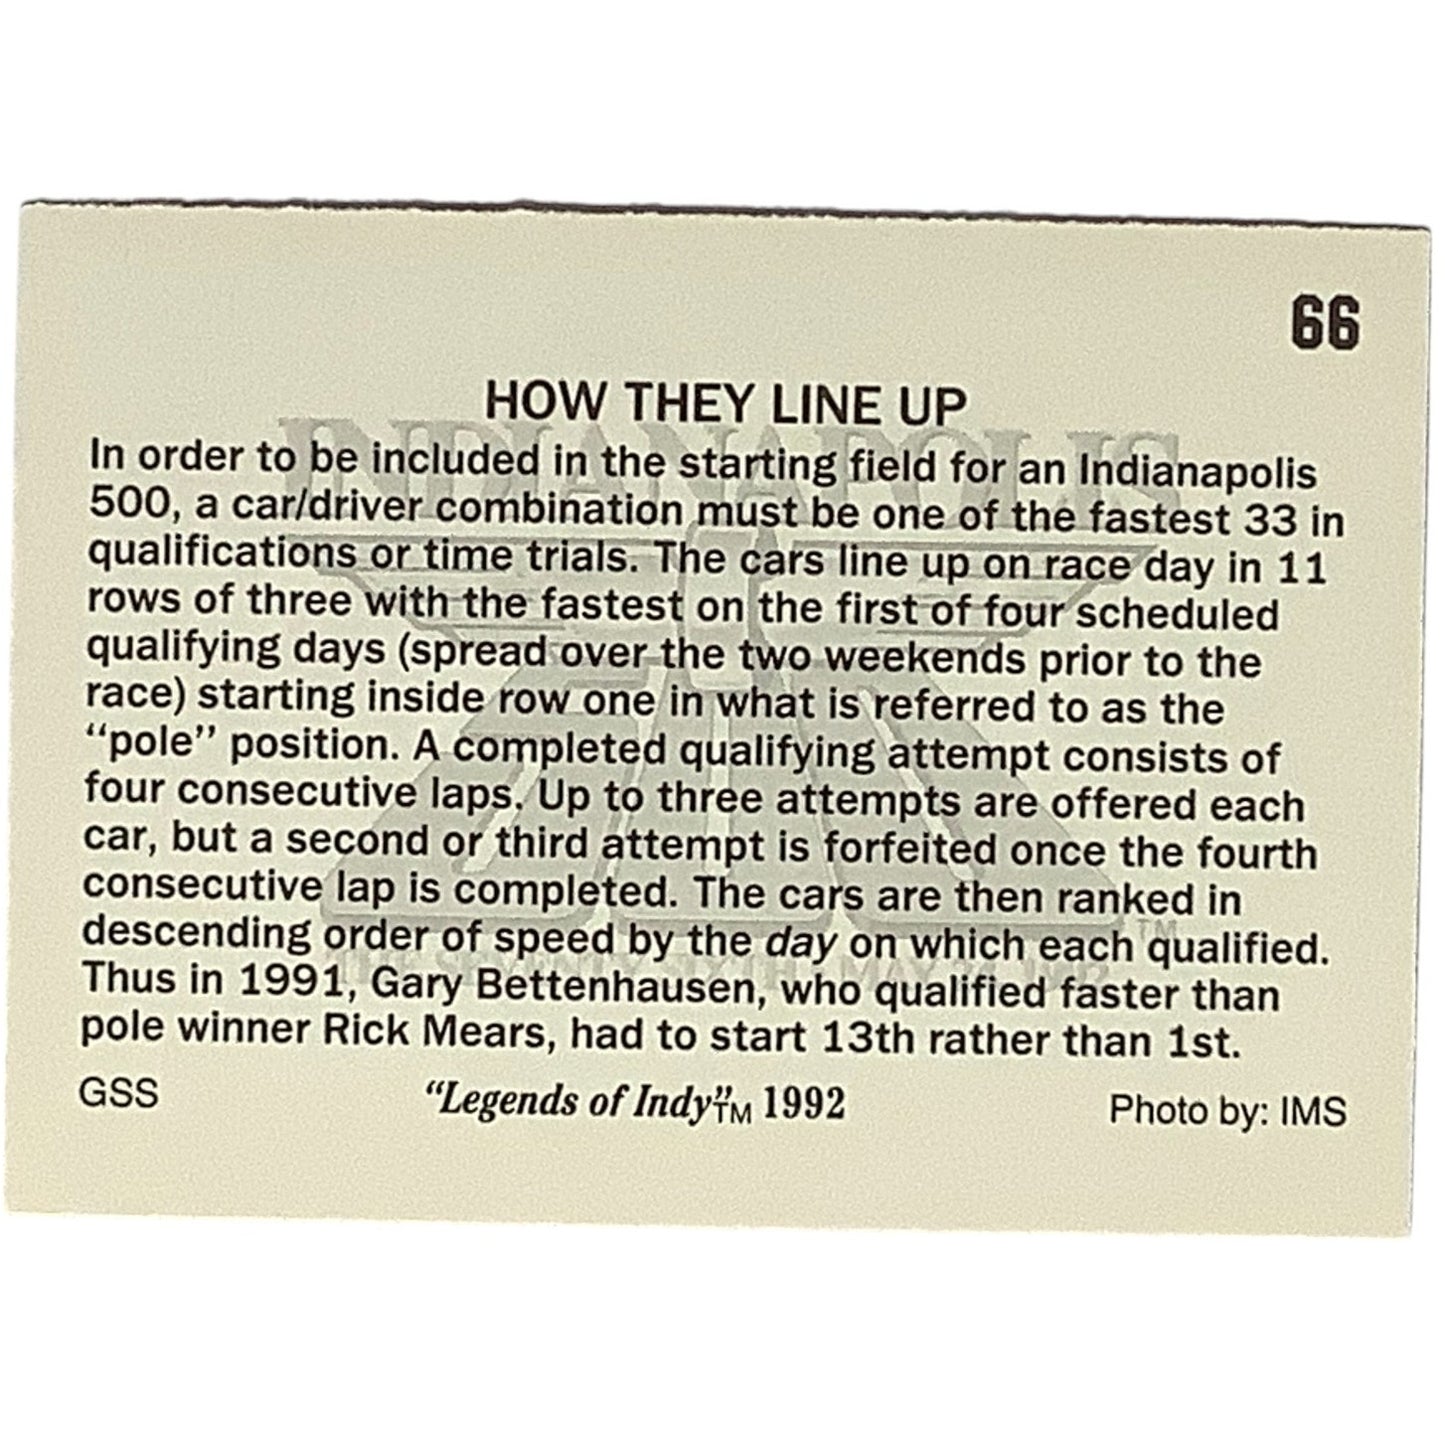 66
HOW THEY LINE UP
INDIANAPOLIS
In order to be included in the starting field for an Indianapolis
500, a car/driver combination must be one of the fastest 33 in
qualifications or time trials. The cars line up on race day in 11
rows of three with the fastest on the first of four scheduled
qualifying days (spread over the two weekends prior to the
race) starting inside row one in what is referred to as the
“pole” position. A completed qualifying attempt consists of
four consecutive laps. Up to three attempts are offered each
car, but a second or third attempt is forfeited once the fourth
consecutive lap is completed. The cars are then ranked in
descending order of speed by the day on which each qualified.
Thus in 1991, Gary Bettenhausen, who qualified faster than
pole winner Rick Mears, had to start 13th rather than 1st.
500
TM
GSS
“Legends of Indy”TM 1992
Photo by: IMS